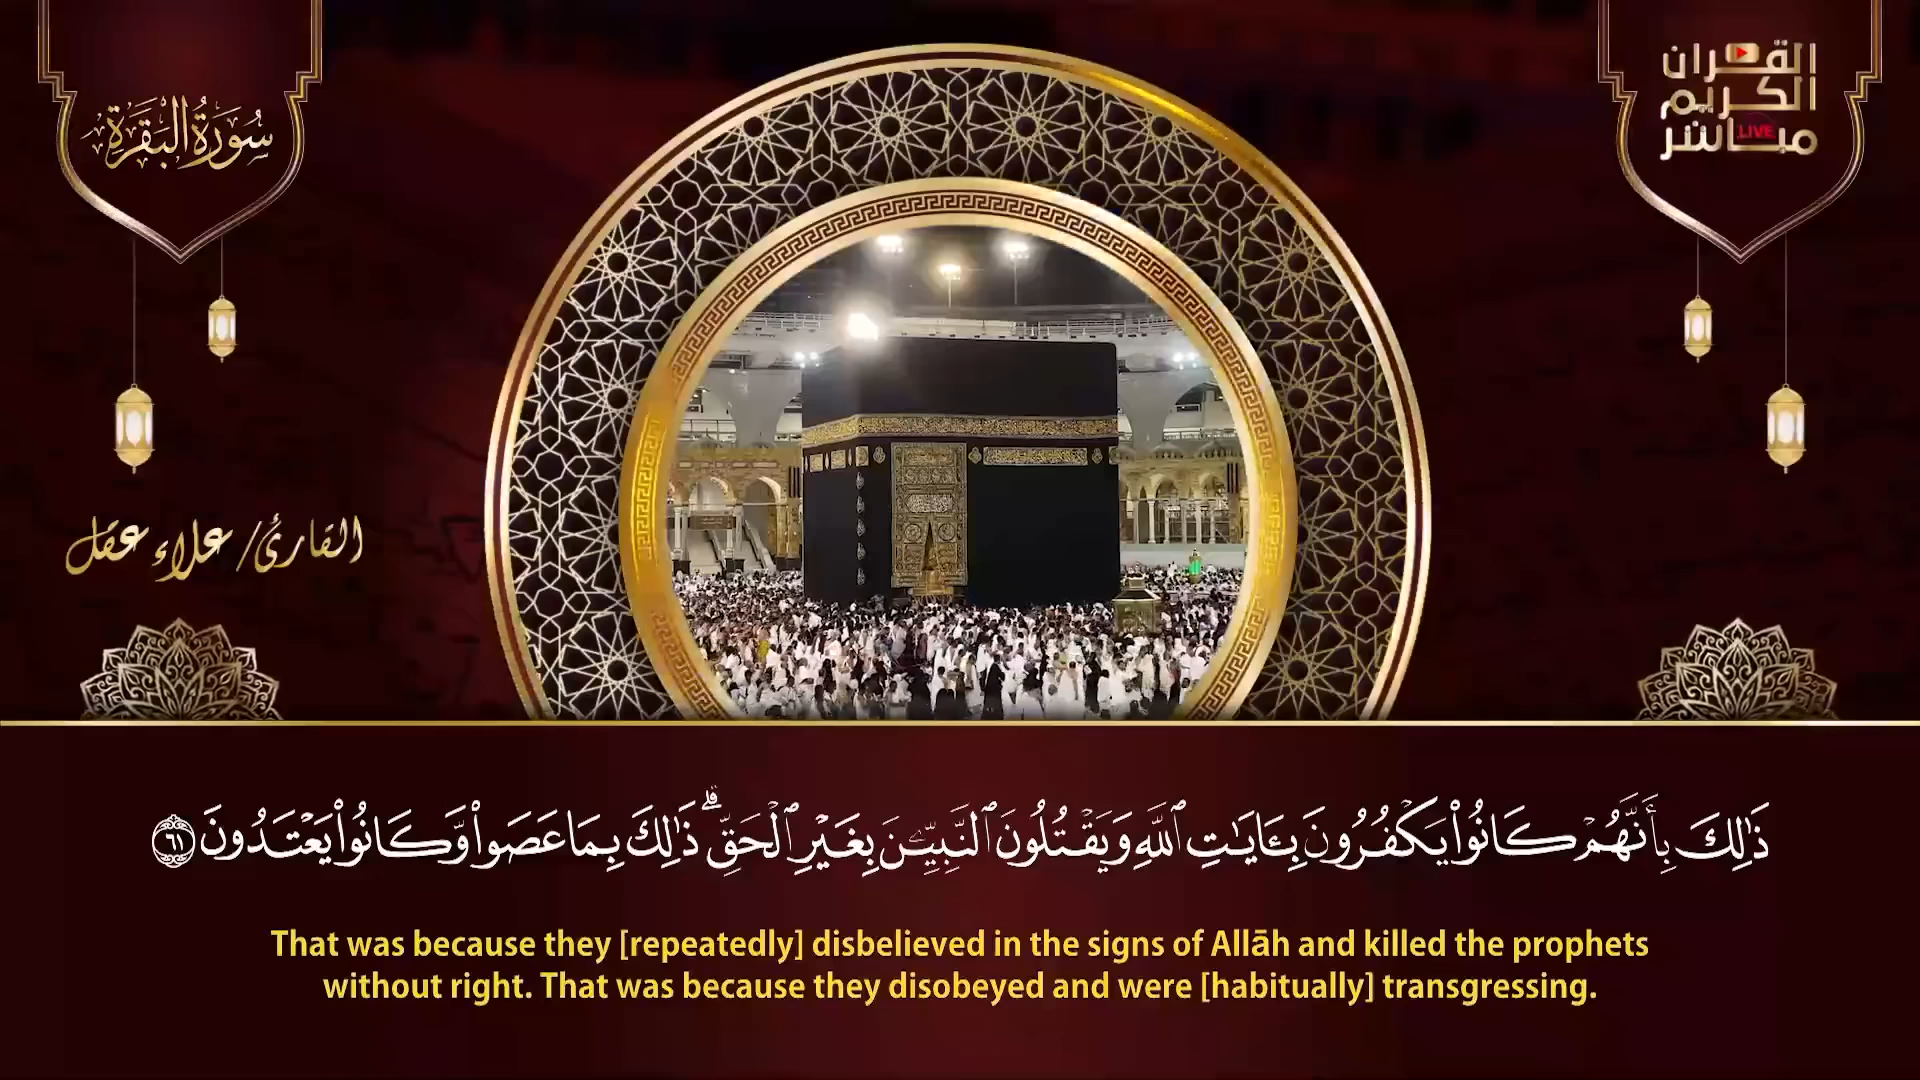 سُورَةُ البَقَرَةِ
القرآن
الكريم
مباشر
LIVE
القارئ/ علاء عقل
ذَٰلِكَ بِأَنَّهُمْ كَانُوا۟ يَكْفُرُونَ بِـَٔايَـٰتِ ٱللَّهِ وَيَقْتُلُونَ ٱلنَّبِيِّـۧنَ بِغَيْرِ ٱلْحَقِّ ۗ ذَٰلِكَ بِمَا عَصَوا۟ وَّكَانُوا۟ يَعْتَدُونَ ٦١
That was because they [repeatedly] disbelieved in the signs of Allāh and killed the prophets
without right. That was because they disobeyed and were [habitually] transgressing.